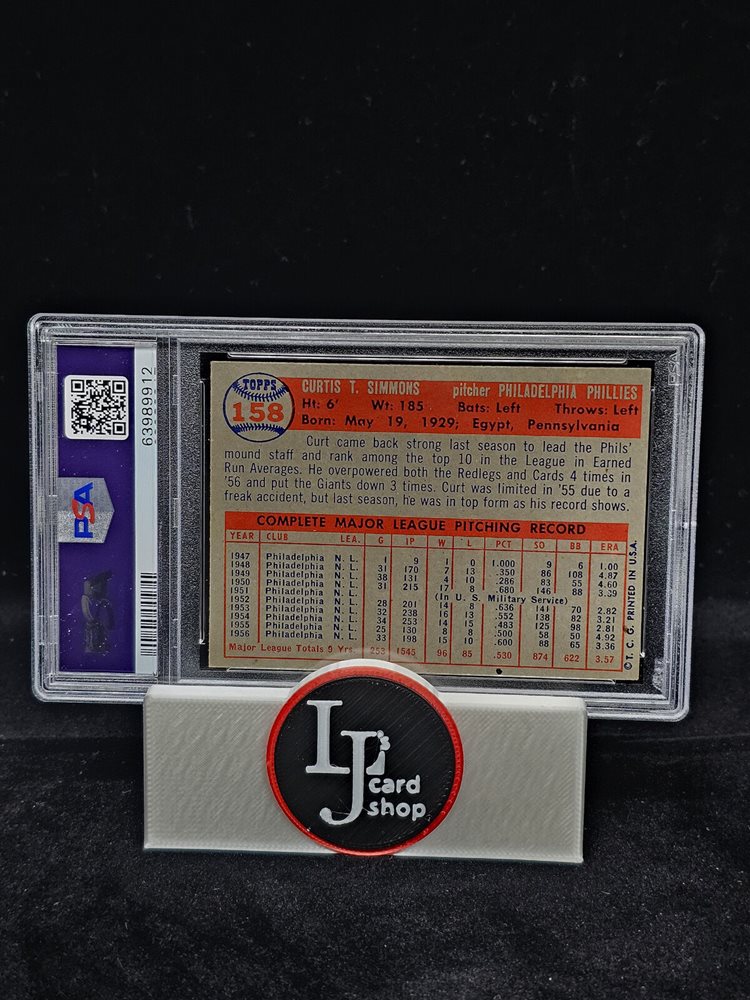 63989912
PSA
TOPPS
158
CURTIS T. SIMMONS pitcher PHILADELPHIA PHILLIES
Ht: 6' Wt: 185 Bats: Left Throws: Left
Born: May 19, 1929; Egypt, Pennsylvania
Curt came back strong last season to lead the Phils'
mound staff and rank among the top 10 in the League in Earned
Run Averages. He overpowered both the Redlegs and Cards 4 times in
'56 and put the Giants down 3 times. Curt was limited in '55 due to a
freak accident, but last season, he was in top form as his record shows.
COMPLETE MAJOR LEAGUE PITCHING RECORD
YEAR CLUB LEA. G IP W L PCT SO BB ERA
1947 Philadelphia N. L. 1 9 1 0 1.000 9 6 1.00
1948 Philadelphia N. L. 31 170 7 13 .350 86 108 4.87
1949 Philadelphia N. L. 38 131 4 10 .286 83 55 4.60
1950 Philadelphia N. L. 31 215 17 8 .680 146 88 3.39
1951 Philadelphia N. L. (In U. S. Military Service)
1952 Philadelphia N. L. 28 201 14 8 .636 141 70 2.82
1953 Philadelphia N. L. 32 238 16 13 .552 138 82 3.21
1954 Philadelphia N. L. 34 253 14 15 .483 125 98 2.81
1955 Philadelphia N. L. 25 130 8 8 .500 58 50 4.92
1956 Philadelphia N. L. 33 198 15 10 .600 88 65 3.36
Major League Totals 9 Yrs. 253 1545 96 85 .530 874 622 3.57
© T. C. G. PRINTED IN U.S.A.
LJ's
card
shop